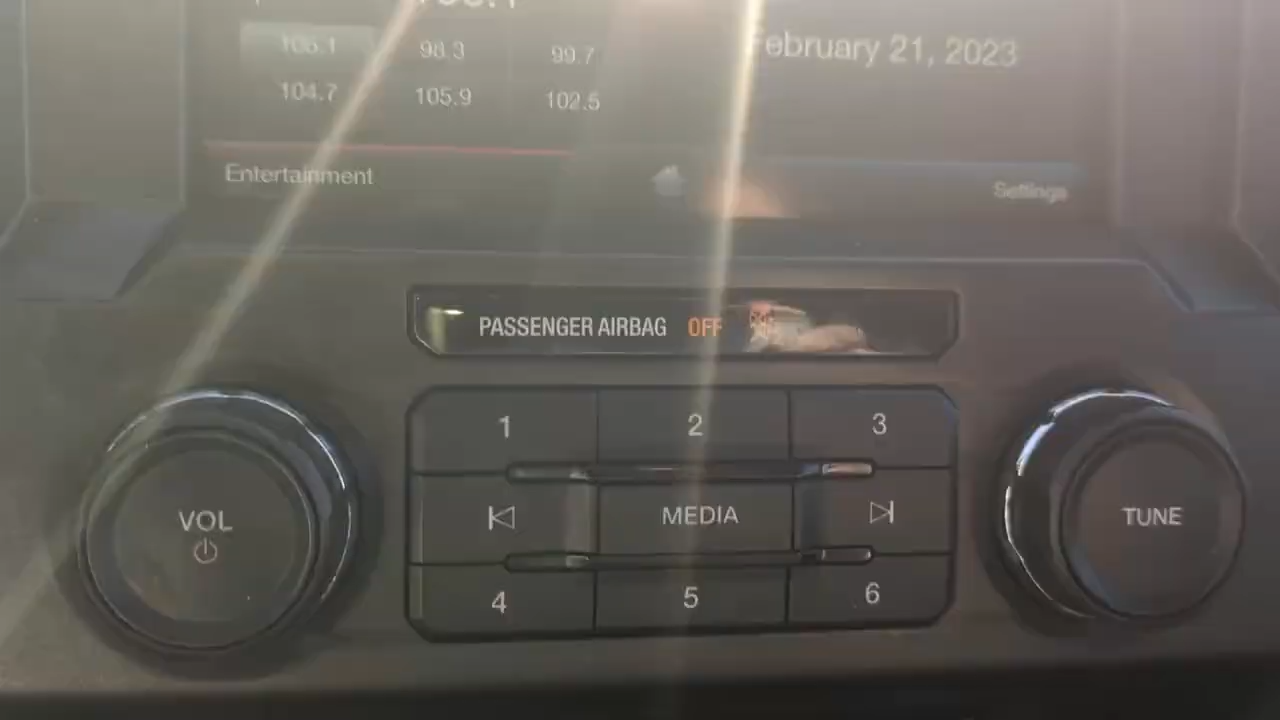 106.1 98.3 99.7
February 21, 2023
104.7 105.9 102.5
Entertainment
Settings
PASSENGER AIRBAG OFF
1 2 3
VOL
MEDIA
TUNE
4 5 6